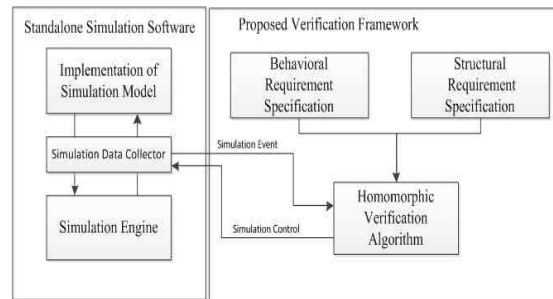 Standalone Simulation Software
Proposed Verification Framework
Implementation of
Simulation Model
Behavioral
Requirement
Specification
Structural
Requirement
Specification
Simulation Data Collector
Simulation Event
Simulation Engine
Simulation Control
Homomorphic
Verification
Algorithm